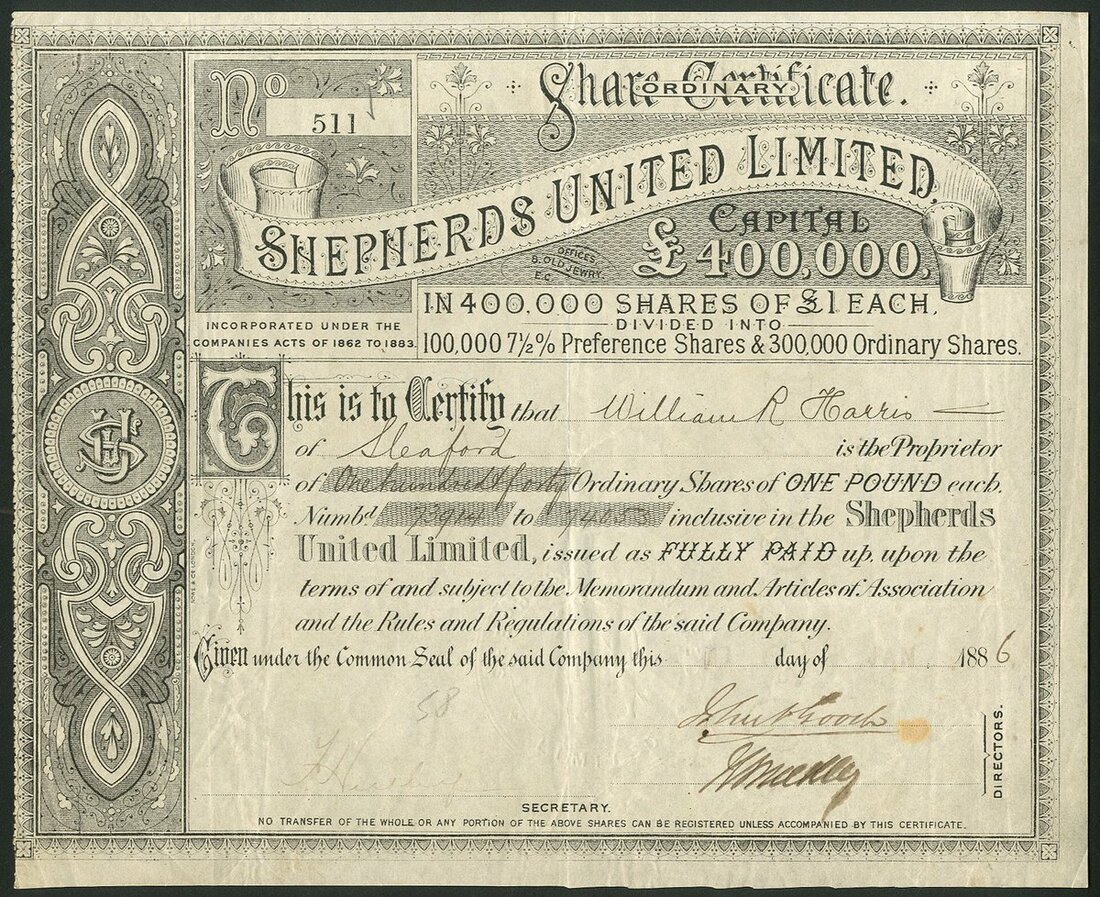 No 511
Share Certificate.
ORDINARY
SHEPHERDS UNITED LIMITED,
OFFICES
8. OLD JEWRY.
E.C.
CAPITAL
£400,000,
IN 400,000 SHARES OF £1 EACH,
DIVIDED INTO
100,000 7½% Preference Shares & 300,000 Ordinary Shares.
INCORPORATED UNDER THE
COMPANIES ACTS OF 1862 TO 1883.
This is to Certify that William R Harris
of Sleaford is the Proprietor
of One hundred & forty Ordinary Shares of ONE POUND each,
Numbd to 74053 inclusive in the Shepherds
United Limited, issued as FULLY PAID up, upon the
terms of and subject to the Memorandum and Articles of Association
and the Rules and Regulations of the said Company.
Given under the Common Seal of the said Company this day of 1886
58
DIRECTORS.
SECRETARY.
NO TRANSFER OF THE WHOLE OR ANY PORTION OF THE ABOVE SHARES CAN BE REGISTERED UNLESS ACCOMPANIED BY THIS CERTIFICATE.